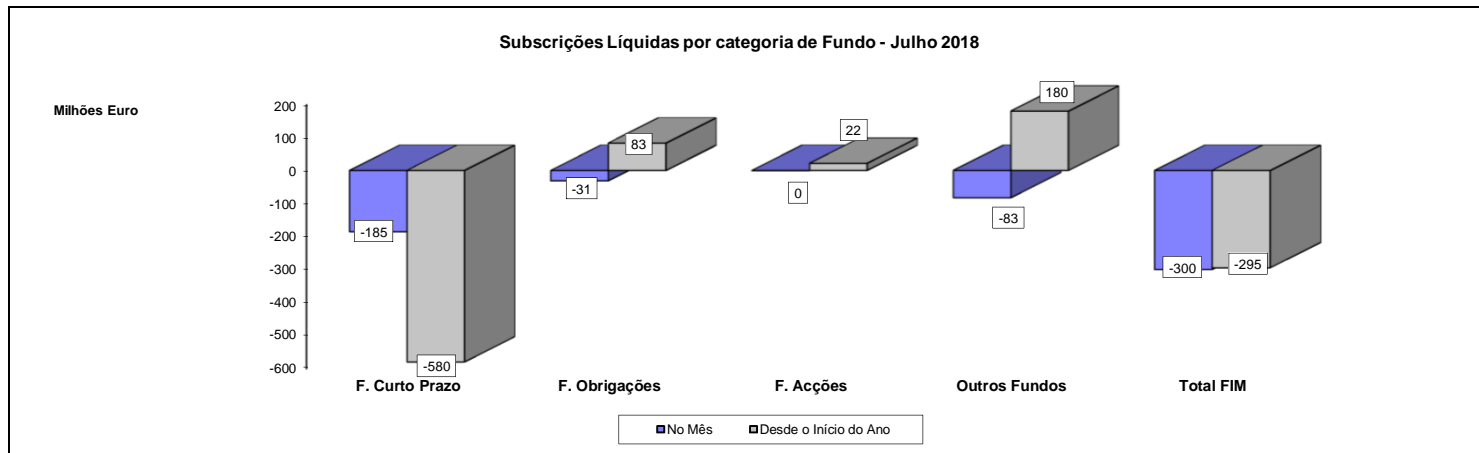 Subscrições Líquidas por categoria de Fundo - Julho 2018
Milhões Euro
200
100
0
-100
-200
-300
-400
-500
-600
-185
-580
-31
83
0
22
-83
180
-300
-295
F. Curto Prazo
F. Obrigações
F. Acções
Outros Fundos
Total FIM
No Mês
Desde o Início do Ano